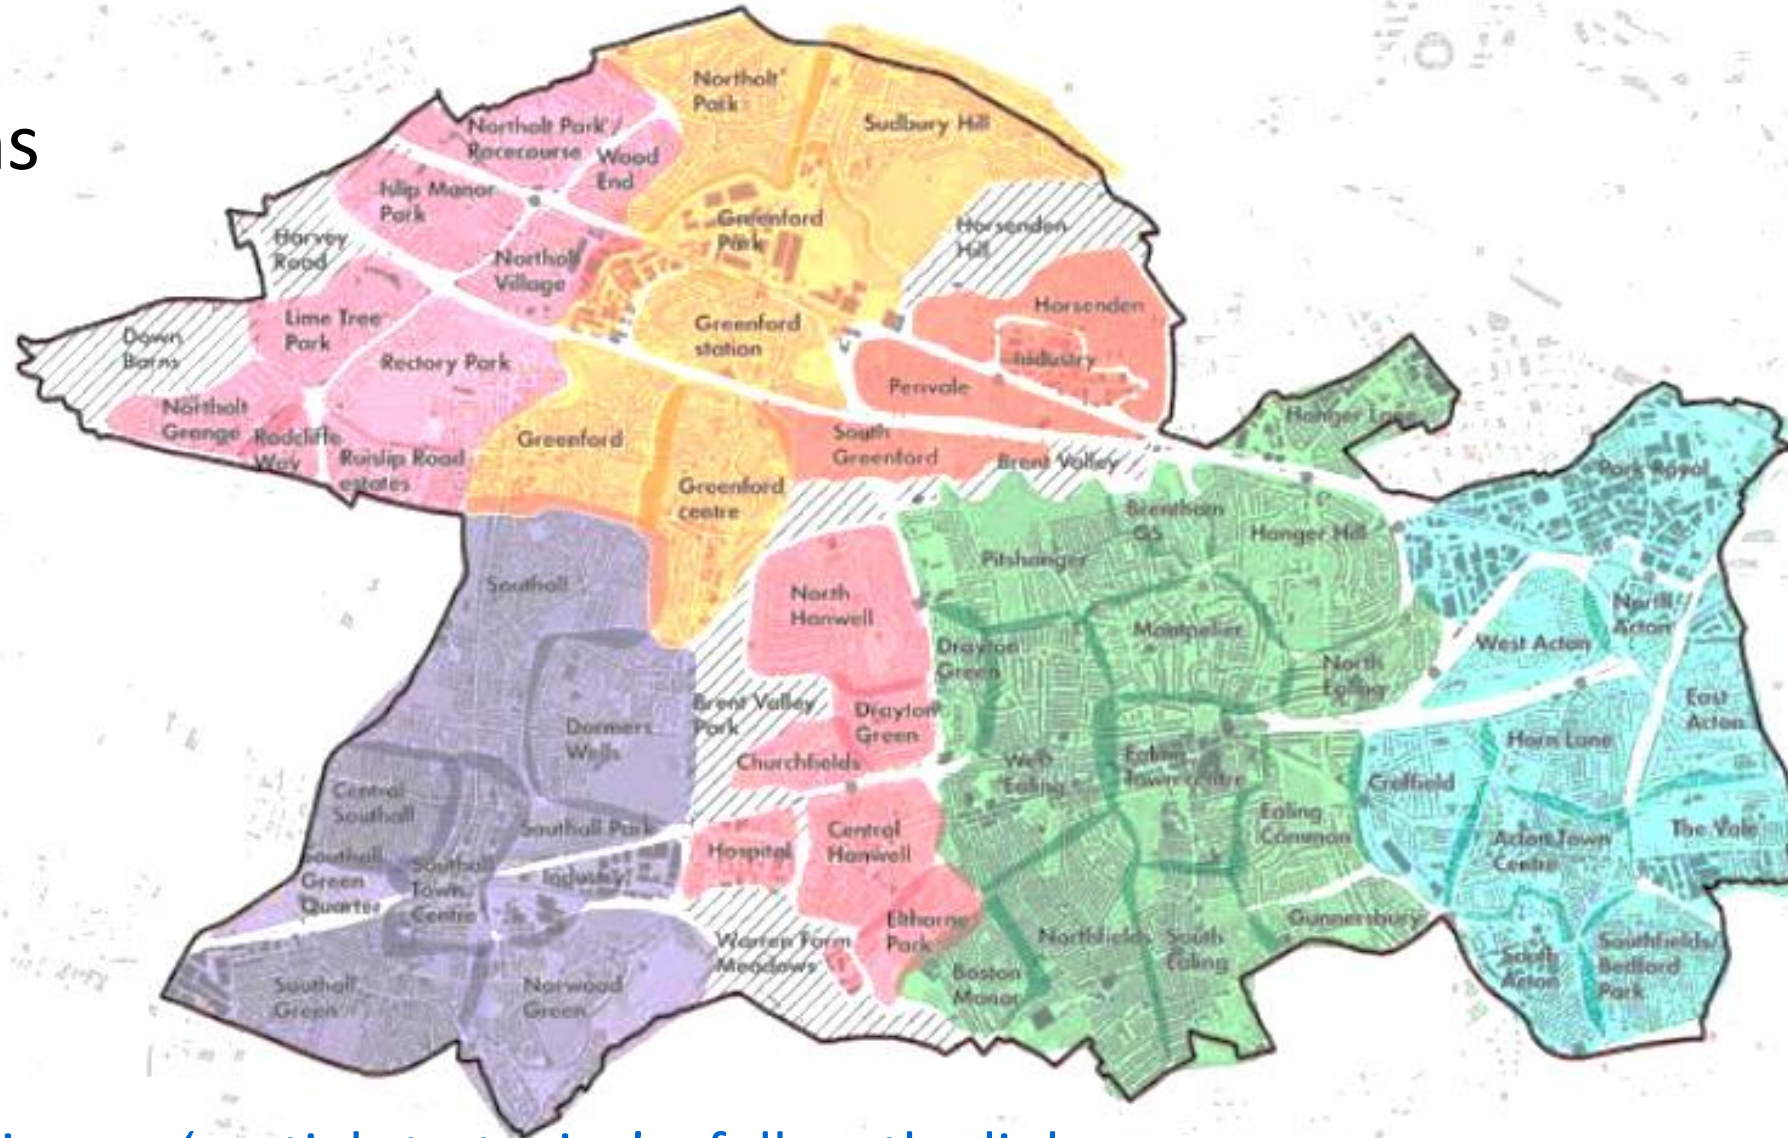 ns
Northolt
Park
Sudbury Hill
Northolt Park /
Racecourse
Wood
End
Islip Manor
Park
Greenford
Park
Horsenden
Hill
Harvey
Road
Northolt
Village
Horsenden
Lime Tree
Park
Greenford
station
Down
Barns
Rectory Park
Industry
Perivale
Northolt
Grange
Radcliffe
Way
Ruislip Road
estates
Greenford
South
Greenford
Brent Valley
Hanger Lane
Park Royal
Greenford
centre
Brentham
GS
Hanger Hill
Pitshanger
Southall
North
Hanwell
North
Acton
Montpelier
West Acton
Drayton
Green
North
Ealing
Brent Valley
Park
Drayton
Green
East
Acton
Dormers
Wells
Horn Lane
Churchfields
West
Ealing
Ealing
Town centre
Creffield
Central
Southall
Ealing
Common
Southall Park
Central
Hanwell
Acton Town
Centre
The Vale
Hospital
Southall
Green
Quarter
Southall
Town
Centre
Industry
Elthorne
Park
Gunnersbury
Warren Farm
Meadows
Northfields
South
Ealing
South
Acton
Southfields/
Bedford
Park
Southall
Green
Norwood
Green
Boston
Manor